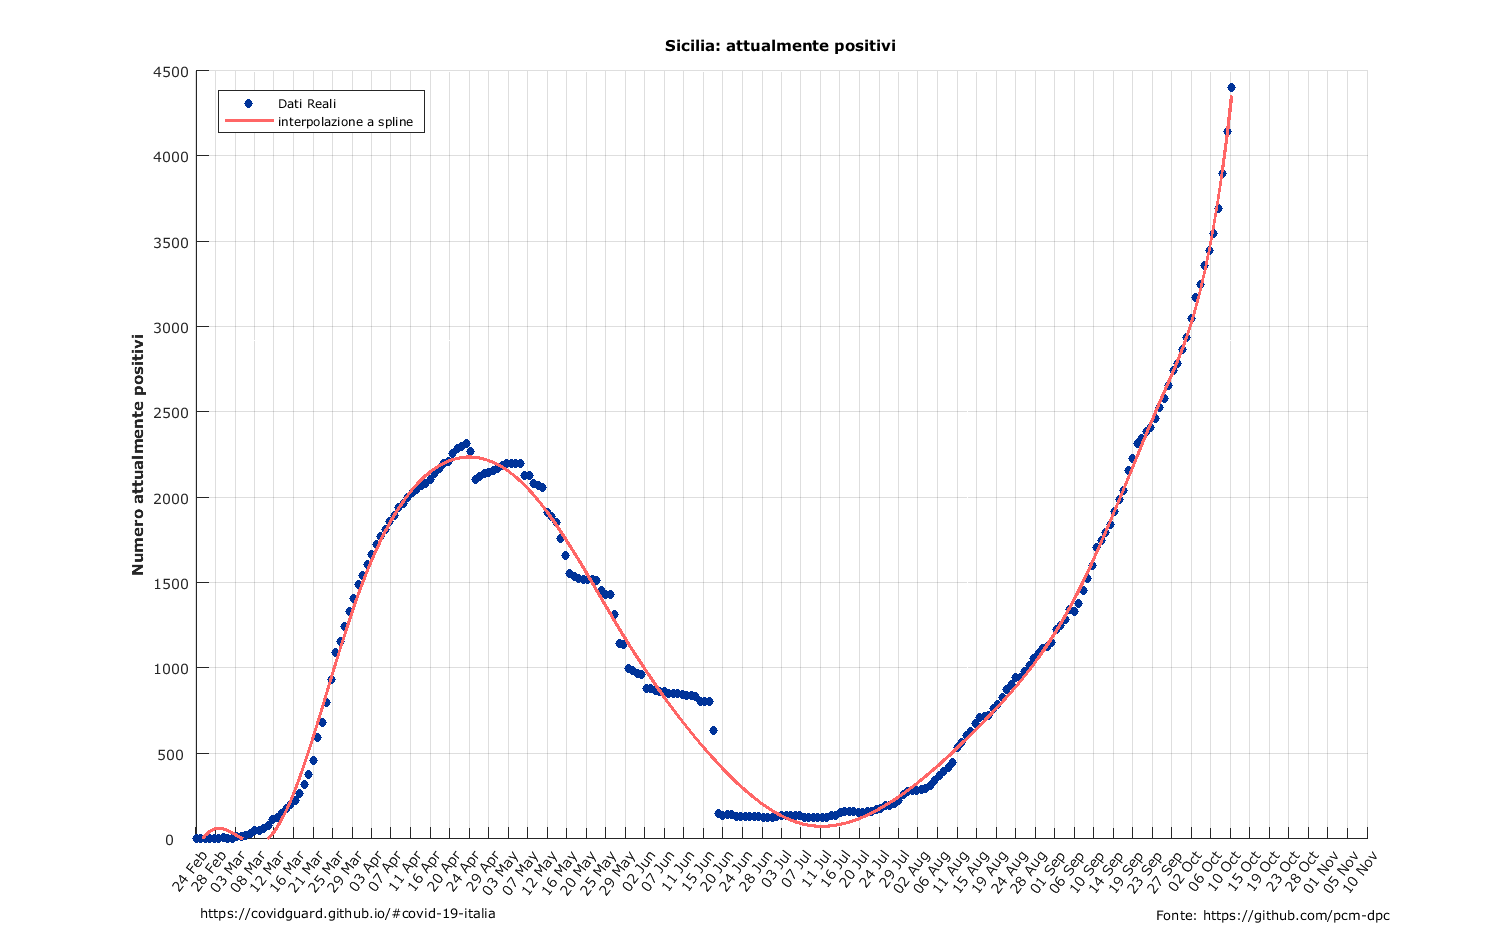 Sicilia: attualmente positivi
4500
4000
3500
3000
2500
2000
1500
1000
500
0
Numero attualmente positivi
Dati Reali
interpolazione a spline
24 Feb
28 Feb
03 Mar
08 Mar
12 Mar
16 Mar
21 Mar
25 Mar
29 Mar
03 Apr
07 Apr
11 Apr
16 Apr
20 Apr
24 Apr
29 Apr
03 May
07 May
12 May
16 May
20 May
25 May
29 May
02 Jun
07 Jun
11 Jun
15 Jun
20 Jun
24 Jun
28 Jun
03 Jul
07 Jul
11 Jul
16 Jul
20 Jul
24 Jul
29 Jul
02 Aug
06 Aug
11 Aug
15 Aug
19 Aug
24 Aug
28 Aug
01 Sep
06 Sep
10 Sep
14 Sep
19 Sep
23 Sep
27 Sep
02 Oct
06 Oct
10 Oct
15 Oct
19 Oct
23 Oct
28 Oct
01 Nov
05 Nov
10 Nov
https://covidguard.github.io/#covid-19-italia
Fonte: https://github.com/pcm-dpc